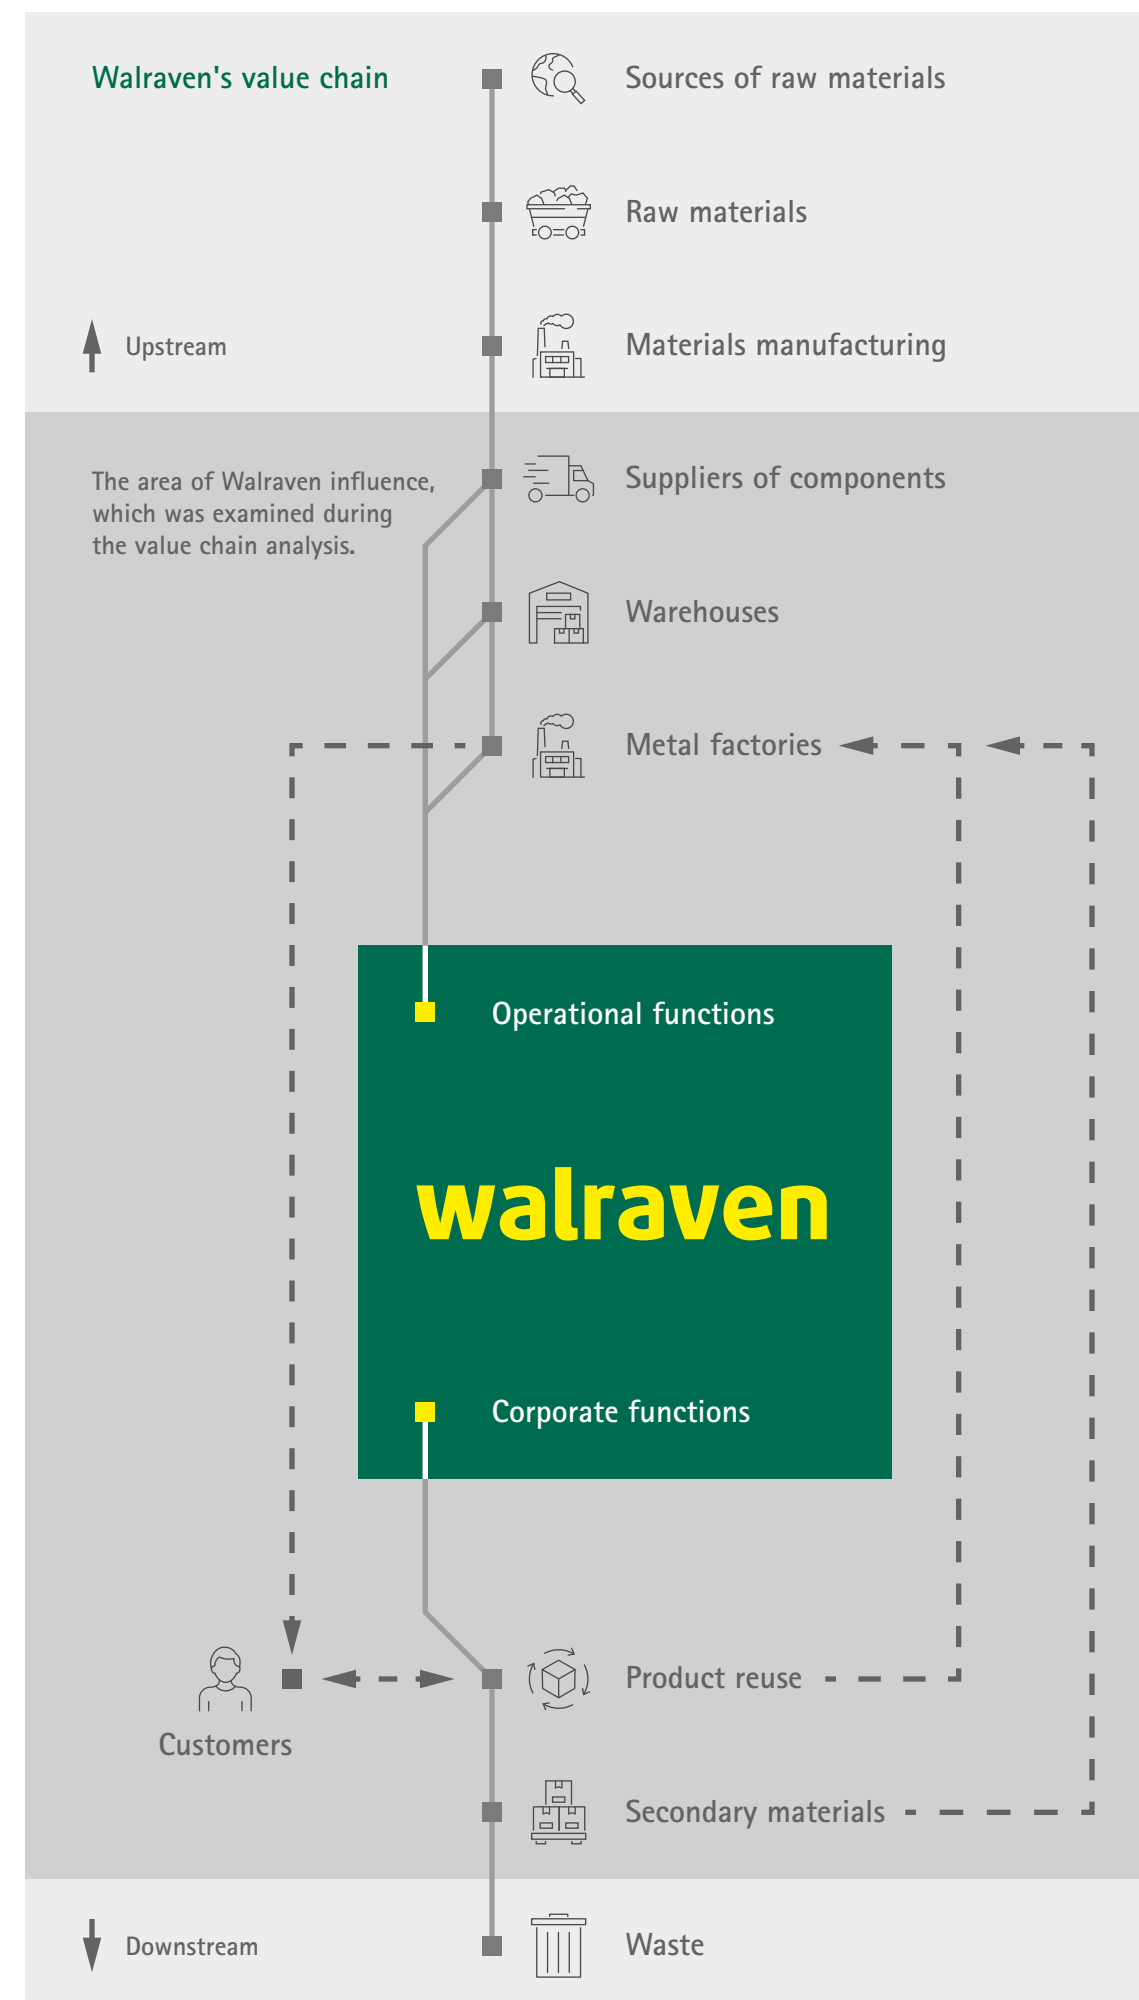 Walraven's value chain
Sources of raw materials
Raw materials
Upstream
Materials manufacturing
The area of Walraven influence,
which was examined during
the value chain analysis.
Suppliers of components
Warehouses
Metal factories
Operational functions
walraven
Corporate functions
Customers
Product reuse
Secondary materials
Downstream
Waste